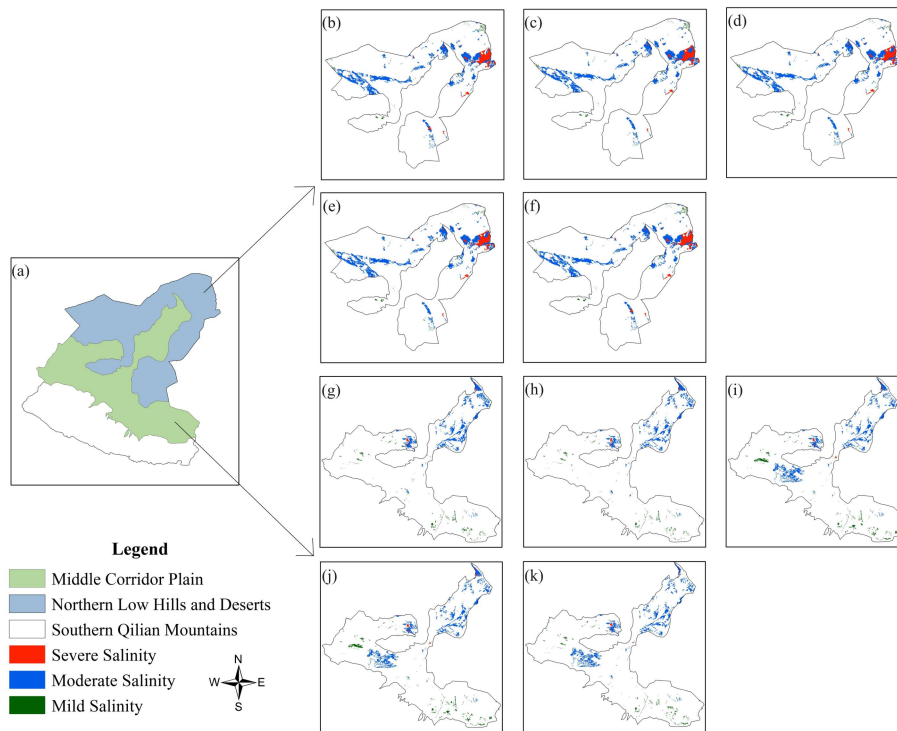 (b)
(c)
(d)
(e)
(f)
(a)
(g)
(h)
(i)
(j)
(k)
Legend
Middle Corridor Plain
Northern Low Hills and Deserts
Southern Qilian Mountains
Severe Salinity
Moderate Salinity
Mild Salinity
N
W E
S